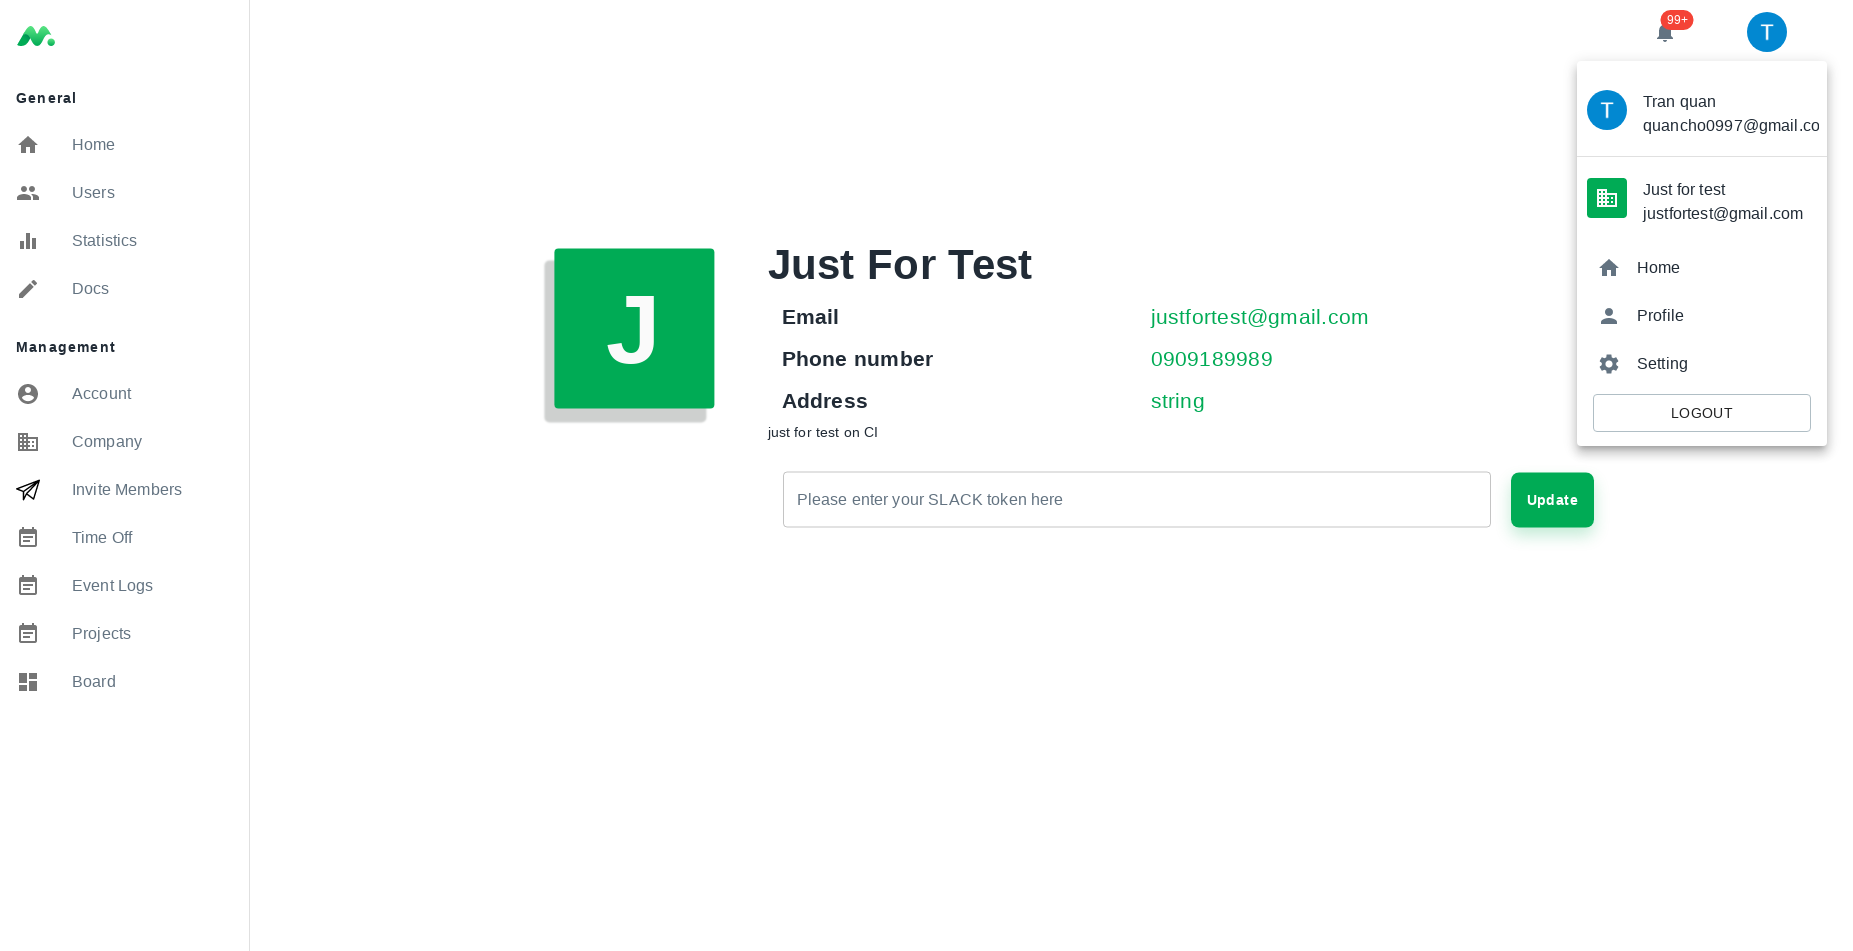 General
Home
Users
Statistics
Docs
Management
Account
Company
Invite Members
Time Off
Event Logs
Projects
Board
99+
T
T
Tran quan
quancho0997@gmail.co
Just for test
justfortest@gmail.com
Home
Profile
Setting
LOGOUT
J
Just For Test
Email justfortest@gmail.com
Phone number 0909189989
Address string
just for test on CI
Please enter your SLACK token here
Update